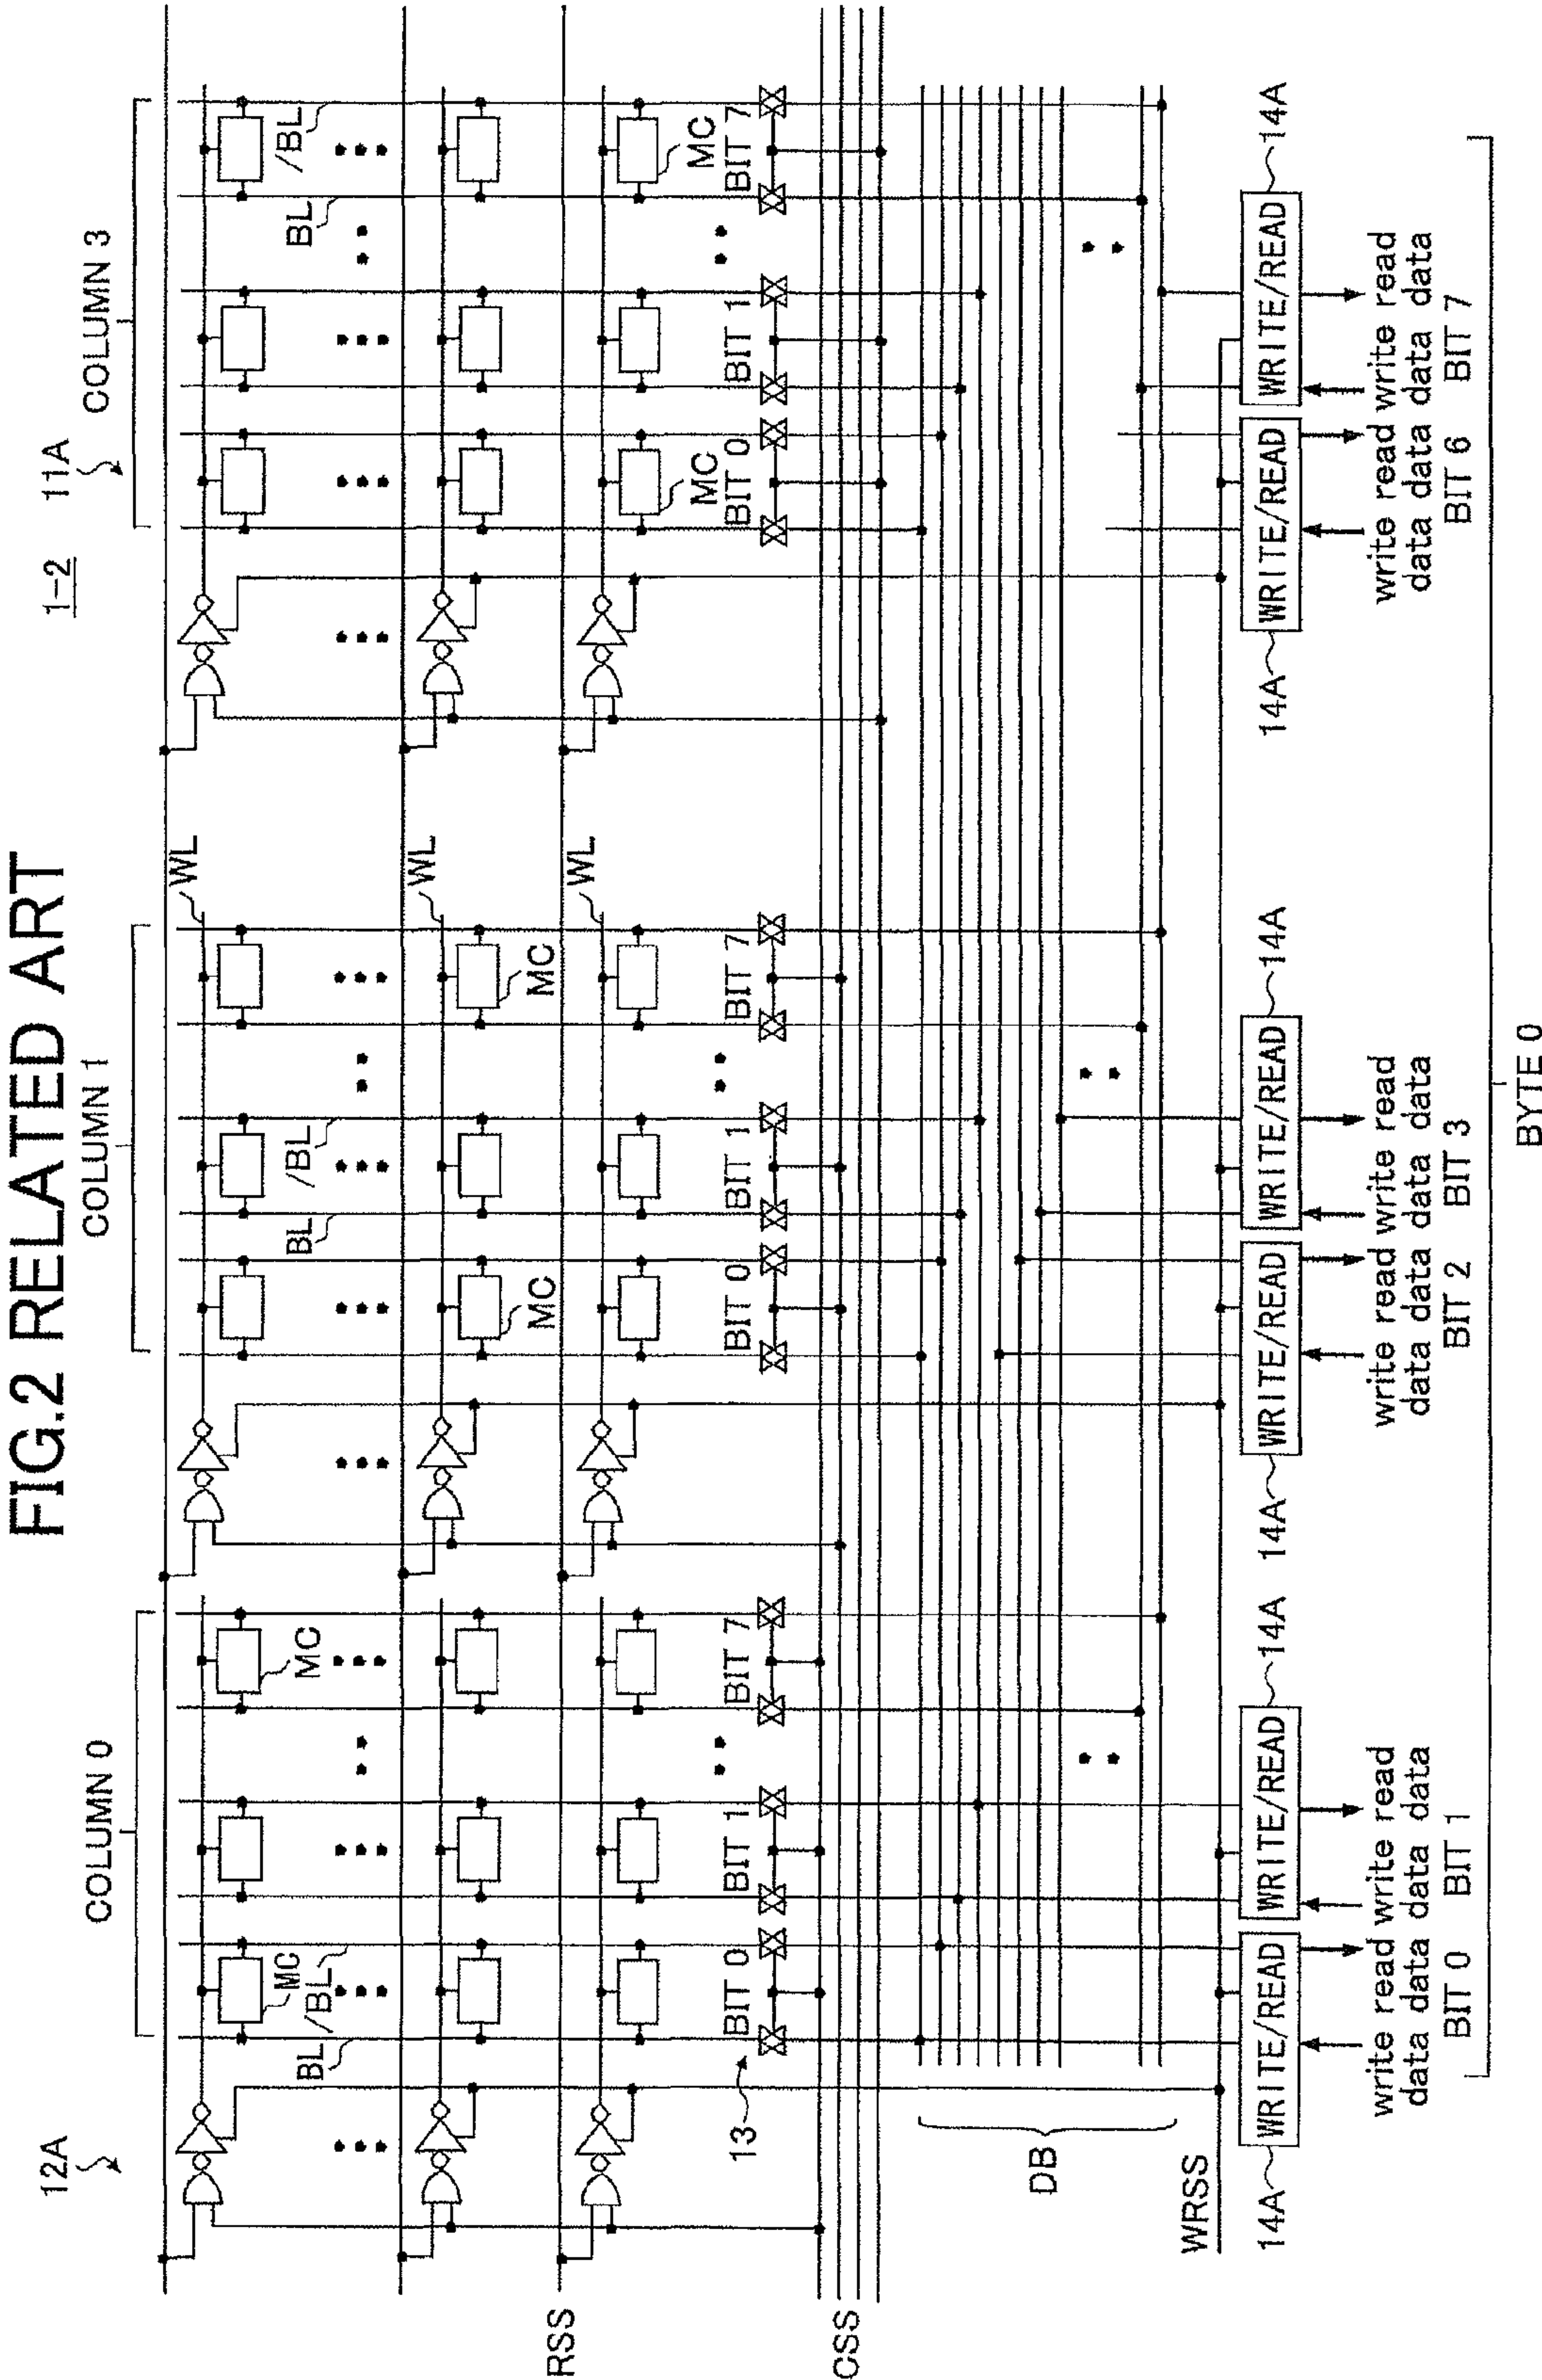 FIG.2 RELATED ART
1-2
12A
11A
COLUMN 0
COLUMN 1
COLUMN 3
WL
BL
/BL
MC
MC
BL
/BL
BL
/BL
WL
MC
MC
WL
MC
MC
RSS
13
BIT 0
BIT 1
BIT 7
BIT 0
BIT 1
BIT 7
BIT 0
BIT 1
BIT 7
CSS
DB
WRSS
14A
WRITE/READ
WRITE/READ
14A
14A
WRITE/READ
WRITE/READ
14A
14A
WRITE/READ
WRITE/READ
14A
write read write read
data data data data
BIT 0
BIT 1
write read write read
data data data data
BIT 2
BIT 3
write read write read
data data data data
BIT 6
BIT 7
BYTE 0